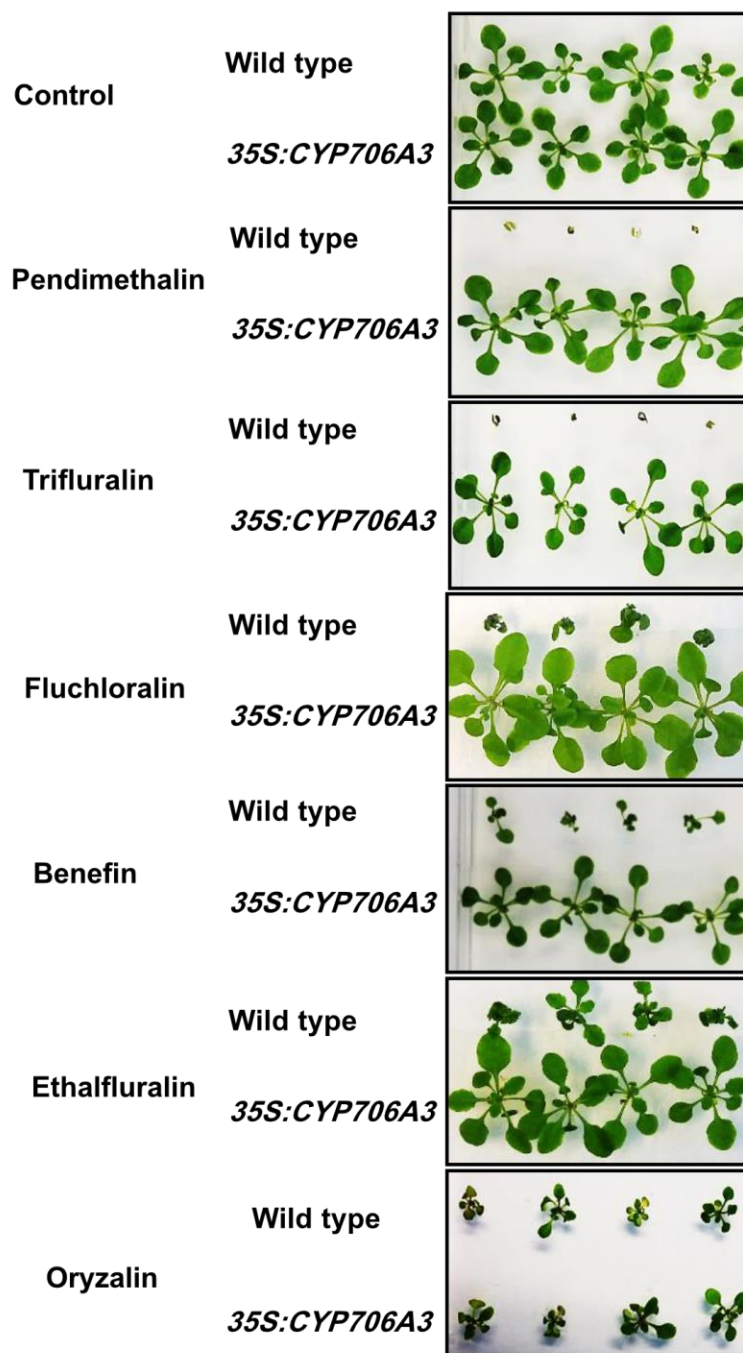 Wild type
Control
35S:CYP706A3
Wild type
Pendimethalin
35S:CYP706A3
Wild type
Trifluralin
35S:CYP706A3
Wild type
Fluchloralin
35S:CYP706A3
Wild type
Benefin
35S:CYP706A3
Wild type
Ethalfluralin
35S:CYP706A3
Wild type
Oryzalin
35S:CYP706A3